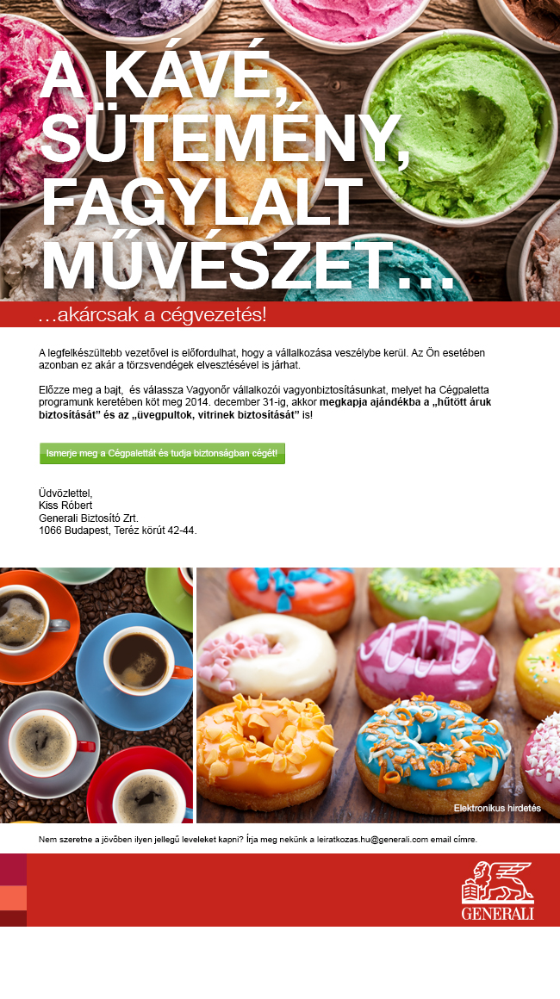 A KÁVÉ,
SÜTEMÉNY,
FAGYLALT
MŰVÉSZET...
...akárcsak a cégvezetés!
A legfelkészültebb vezetővel is előfordulhat, hogy a vállalkozása veszélybe kerül. Az Ön esetében
azonban ez akár a törzsvendégek elvesztésével is járhat.
Előzze meg a bajt,  és válassza Vagyonőr vállalkozói vagyonbiztosításunkat, melyet ha Cégpaletta
programunk keretében köt meg 2014. december 31-ig, akkor megkapja ajándékba a „hűtött áruk
biztosítását” és az „üvegpultok, vitrinek biztosítását” is!
Ismerje meg a Cégpalettát és tudja biztonságban cégét!
Üdvözlettel,
Kiss Róbert
Generali Biztosító Zrt.
1066 Budapest, Teréz körút 42-44.
Elektronikus hirdetés
Nem szeretne a jövőben ilyen jellegű leveleket kapni? Írja meg nekünk a leiratkozas.hu@generali.com email címre.
GENERALI